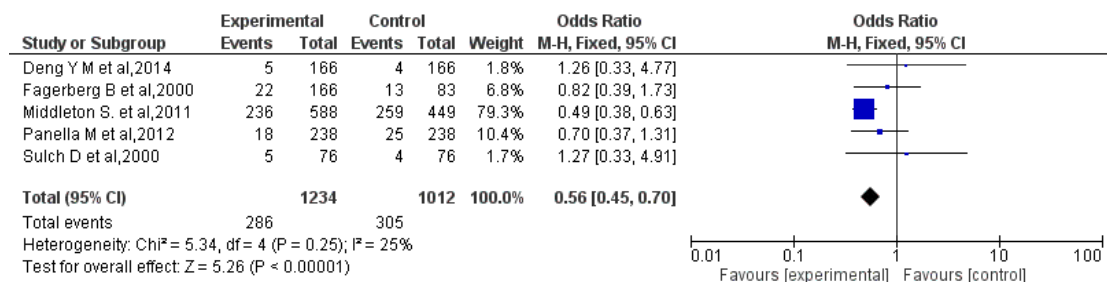 Experimental Control Odds Ratio Odds Ratio
Study or Subgroup Events Total Events Total Weight M-H, Fixed, 95% CI M-H, Fixed, 95% CI
Deng Y M et al,2014 5 166 4 166 1.8% 1.26 [0.33, 4.77]
Fagerberg B et al,2000 22 166 13 83 6.8% 0.82 [0.39, 1.73]
Middleton S. et al,2011 236 588 259 449 79.3% 0.49 [0.38, 0.63]
Panella M et al,2012 18 238 25 238 10.4% 0.70 [0.37, 1.31]
Sulch D et al,2000 5 76 4 76 1.7% 1.27 [0.33, 4.91]
Total (95% CI) 1234 1012 100.0% 0.56 [0.45, 0.70]
Total events 286 305
Heterogeneity: Chi² = 5.34, df = 4 (P = 0.25); I² = 25%
Test for overall effect: Z = 5.26 (P < 0.00001)
0.01 0.1 1 10 100
Favours [experimental] Favours [control]